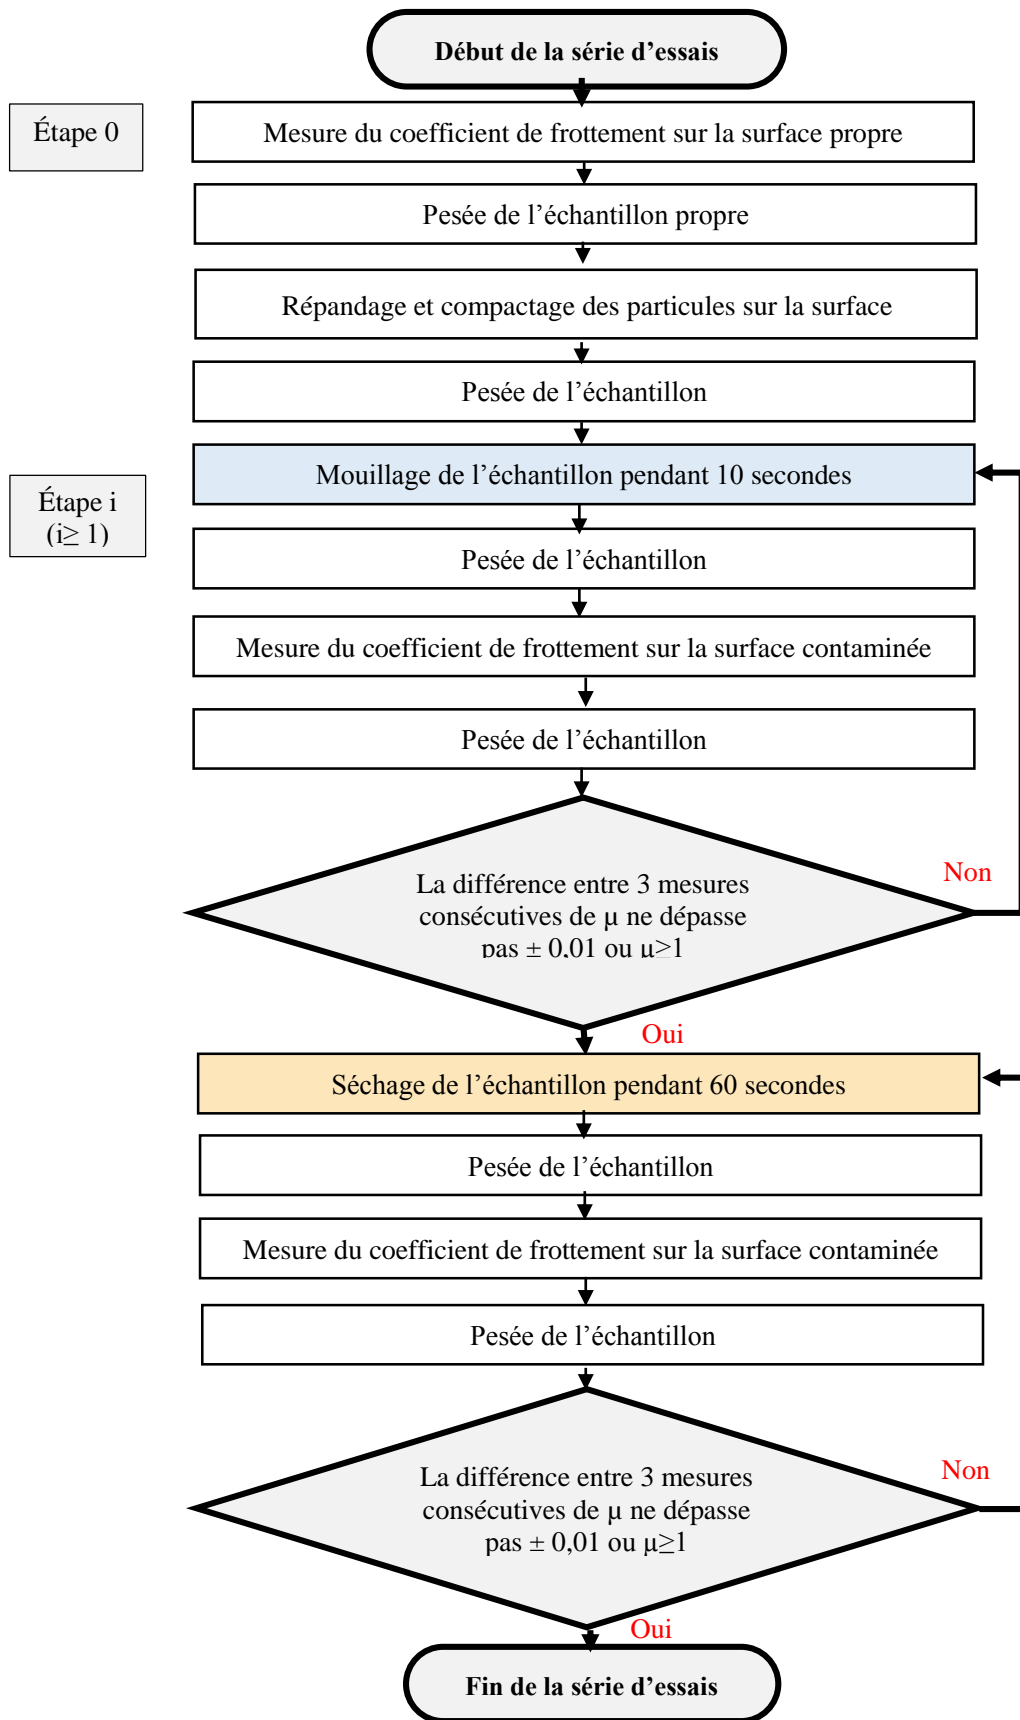 Début de la série d’essais
Étape 0
Mesure du coefficient de frottement sur la surface propre
Pesée de l’échantillon propre
Répandage et compactage des particules sur la surface
Pesée de l’échantillon
Mouillage de l’échantillon pendant 10 secondes
Étape i
(i≥ 1)
Pesée de l’échantillon
Mesure du coefficient de frottement sur la surface contaminée
Pesée de l’échantillon
Non
La différence entre 3 mesures
consécutives de µ ne dépasse
pas ± 0,01 ou µ≥1
Oui
Séchage de l’échantillon pendant 60 secondes
Pesée de l’échantillon
Mesure du coefficient de frottement sur la surface contaminée
Pesée de l’échantillon
Non
La différence entre 3 mesures
consécutives de µ ne dépasse
pas ± 0,01 ou µ≥1
Oui
Fin de la série d’essais